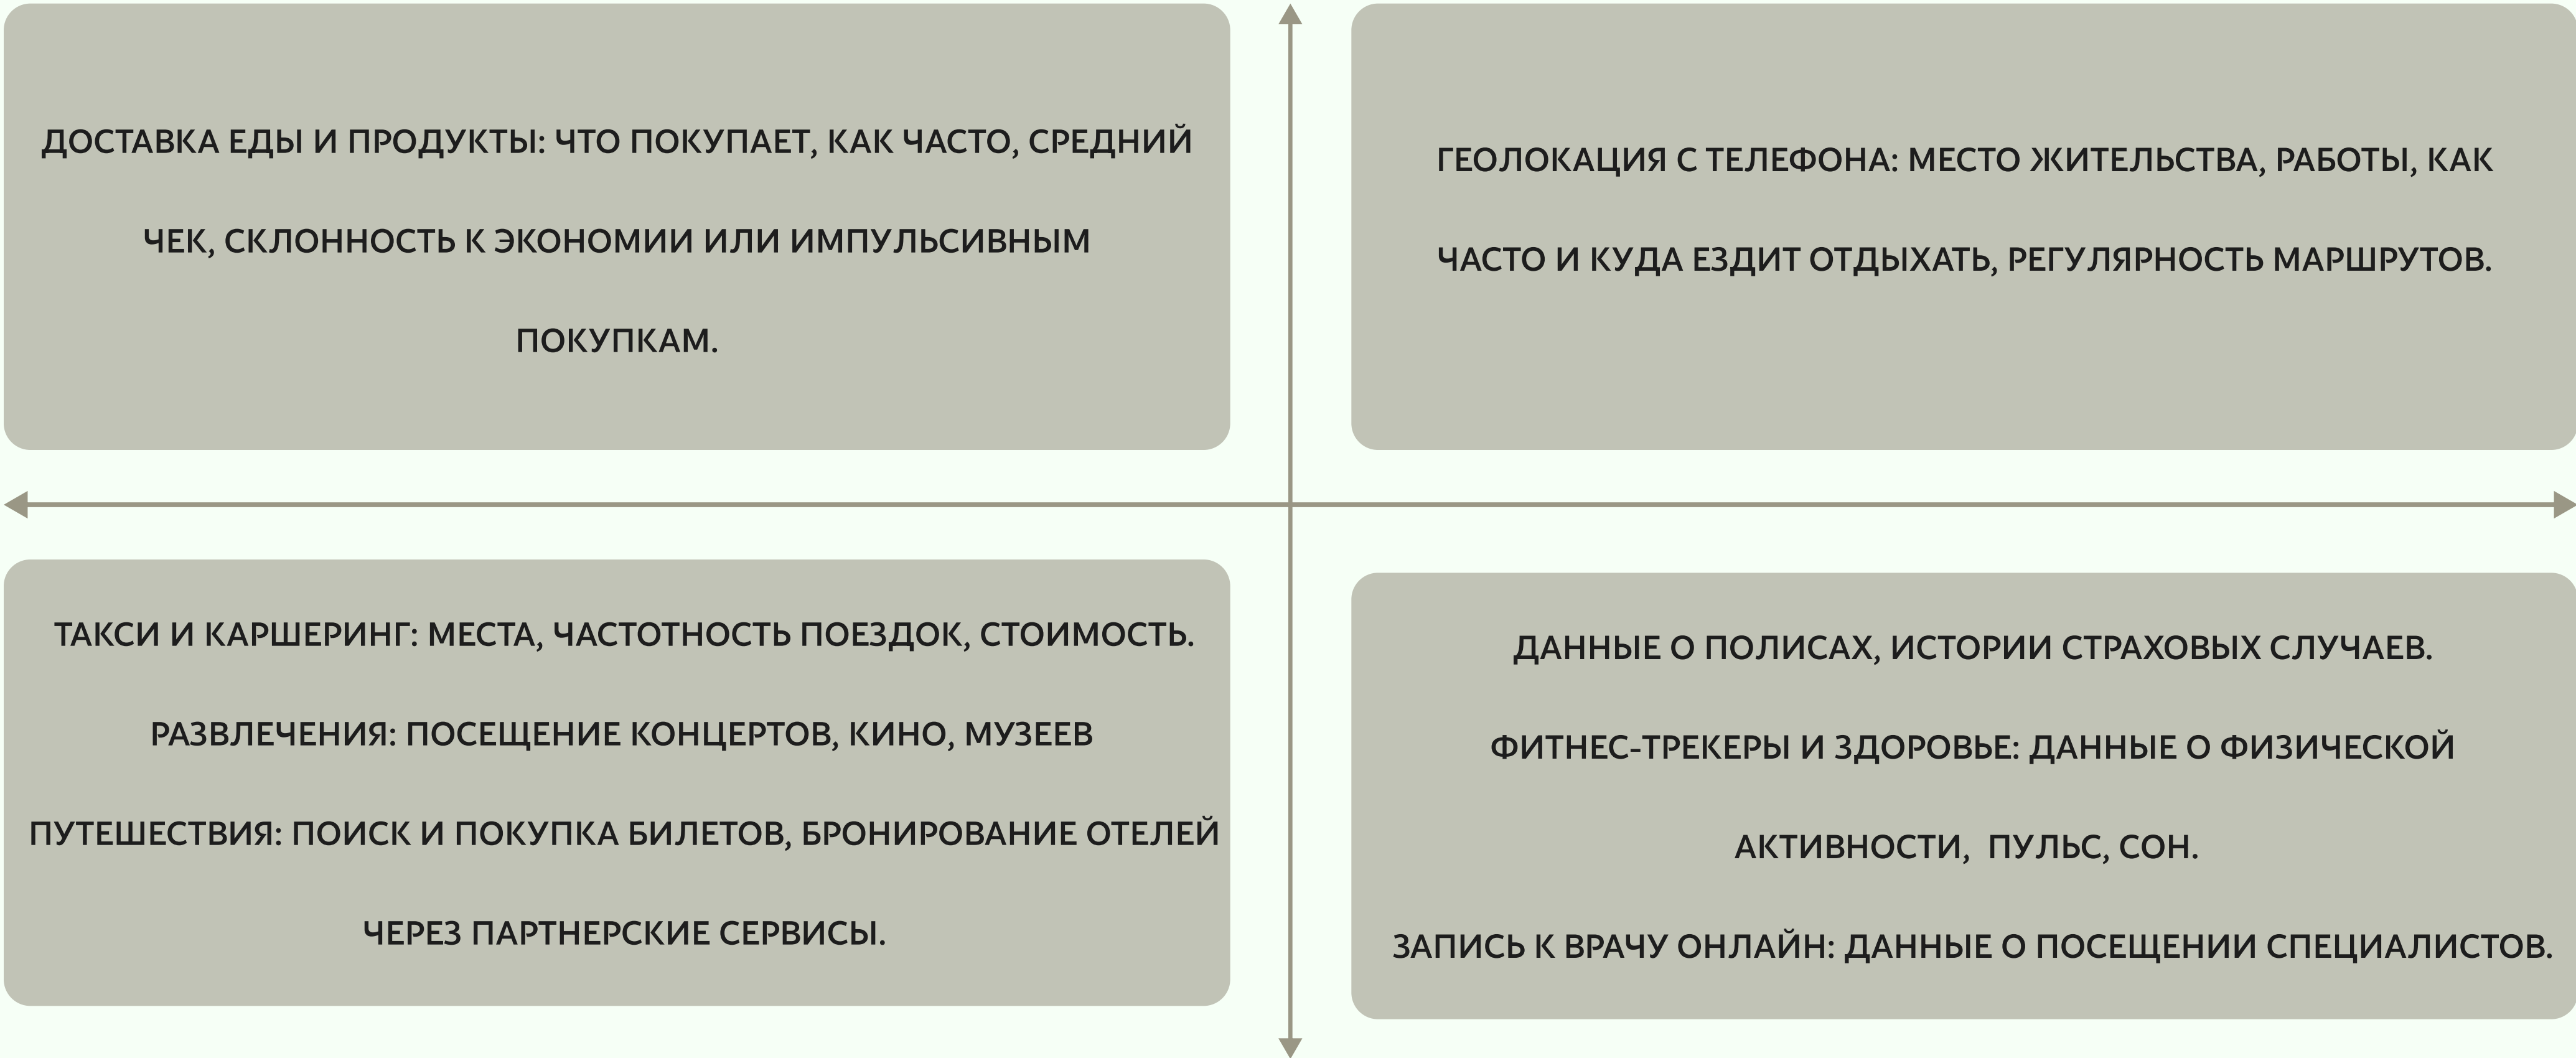 ДОСТАВКА ЕДЫ И ПРОДУКТЫ: ЧТО ПОКУПАЕТ, КАК ЧАСТО, СРЕДНИЙ
ЧЕК, СКЛОННОСТЬ К ЭКОНОМИИ ИЛИ ИМПУЛЬСИВНЫМ
ПОКУПКАМ.
ГЕОЛОКАЦИЯ С ТЕЛЕФОНА: МЕСТО ЖИТЕЛЬСТВА, РАБОТЫ, КАК
ЧАСТО И КУДА ЕЗДИТ ОТДЫХАТЬ, РЕГУЛЯРНОСТЬ МАРШРУТОВ.
ТАКСИ И КАРШЕРИНГ: МЕСТА, ЧАСТОТНОСТЬ ПОЕЗДОК, СТОИМОСТЬ.
РАЗВЛЕЧЕНИЯ: ПОСЕЩЕНИЕ КОНЦЕРТОВ, КИНО, МУЗЕЕВ
ПУТЕШЕСТВИЯ: ПОИСК И ПОКУПКА БИЛЕТОВ, БРОНИРОВАНИЕ ОТЕЛЕЙ
ЧЕРЕЗ ПАРТНЕРСКИЕ СЕРВИСЫ.
ДАННЫЕ О ПОЛИСАХ, ИСТОРИИ СТРАХОВЫХ СЛУЧАЕВ.
ФИТНЕС-ТРЕКЕРЫ И ЗДОРОВЬЕ: ДАННЫЕ О ФИЗИЧЕСКОЙ
АКТИВНОСТИ, ПУЛЬС, СОН.
ЗАПИСЬ К ВРАЧУ ОНЛАЙН: ДАННЫЕ О ПОСЕЩЕНИИ СПЕЦИАЛИСТОВ.